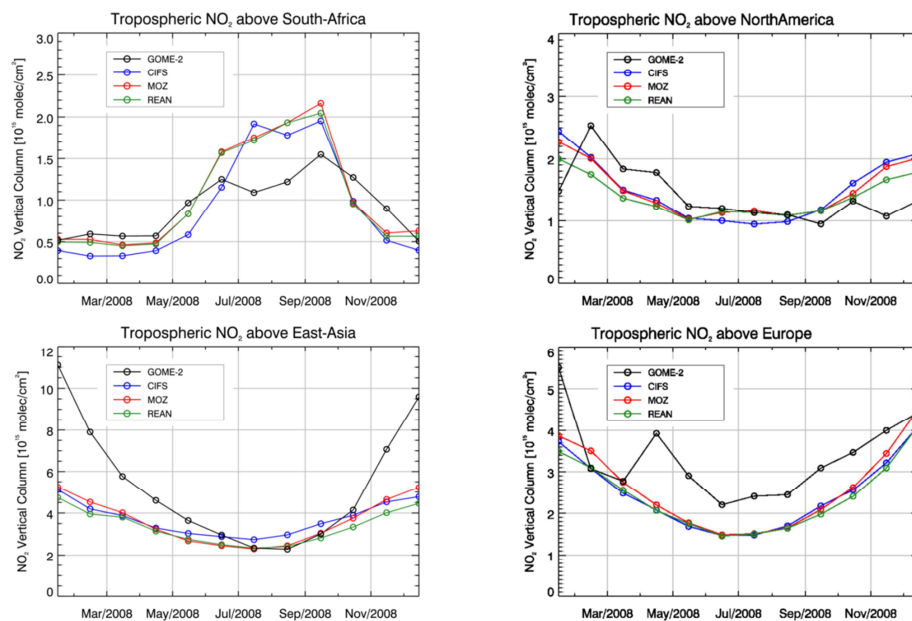 Tropospheric NO₂ above South-Africa
NO₂ Vertical Column [10¹⁵ molec/cm²]
3.0
2.5
2.0
1.5
1.0
0.5
0.0
GOME-2
CIFS
MOZ
REAN
Mar/2008 May/2008 Jul/2008 Sep/2008 Nov/2008
Tropospheric NO₂ above NorthAmerica
NO₂ Vertical Column [10¹⁵ molec/cm²]
4
3
2
1
0
GOME-2
CIFS
MOZ
REAN
Mar/2008 May/2008 Jul/2008 Sep/2008 Nov/2008
Tropospheric NO₂ above East-Asia
NO₂ Vertical Column [10¹⁵ molec/cm²]
12
10
8
6
4
2
0
GOME-2
CIFS
MOZ
REAN
Mar/2008 May/2008 Jul/2008 Sep/2008 Nov/2008
Tropospheric NO₂ above Europe
NO₂ Vertical Column [10¹⁵ molec/cm²]
6
5
4
3
2
1
0
GOME-2
CIFS
MOZ
REAN
Mar/2008 May/2008 Jul/2008 Sep/2008 Nov/2008